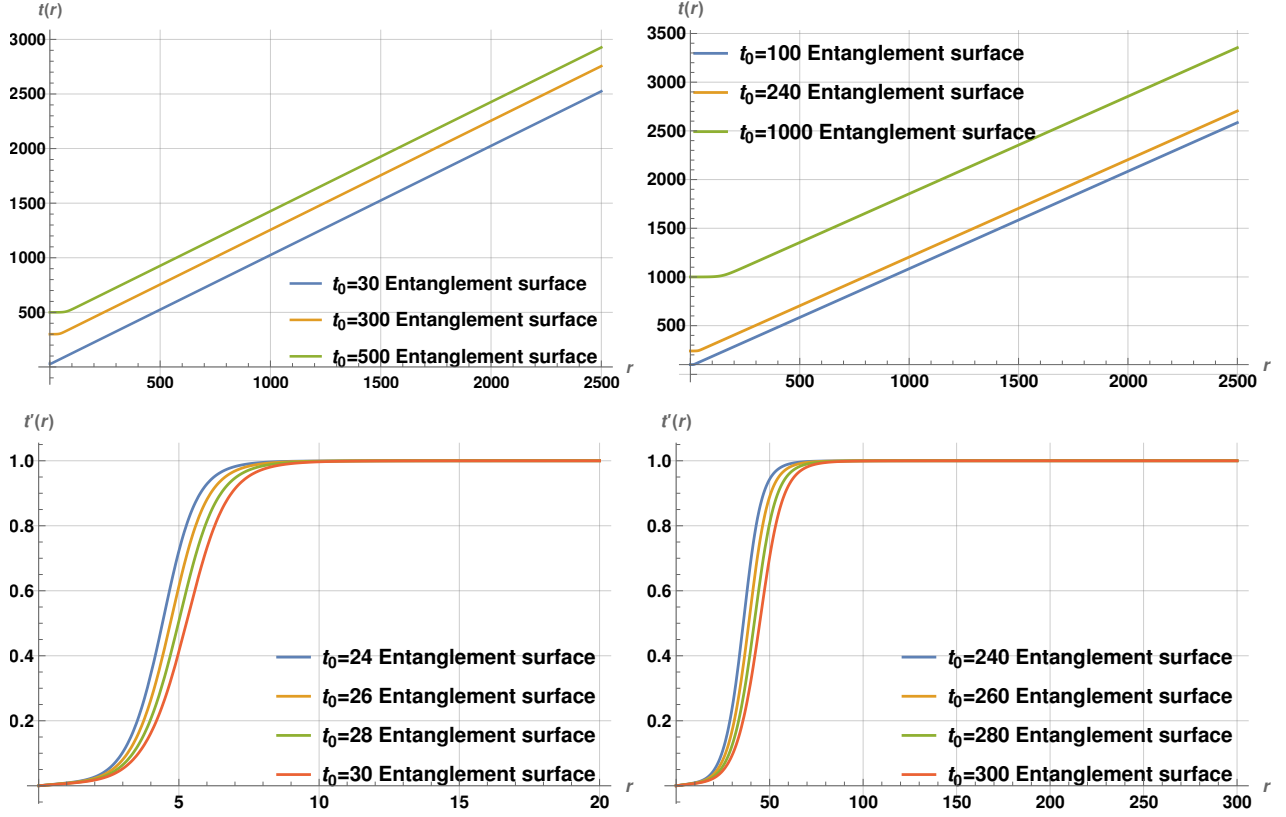 t(r)
3000
2500
2000
1500
1000
500
t₀=30 Entanglement surface
t₀=300 Entanglement surface
t₀=500 Entanglement surface
500
1000
1500
2000
2500
r
t(r)
3500
3000
2500
2000
1500
1000
500
t₀=100 Entanglement surface
t₀=240 Entanglement surface
t₀=1000 Entanglement surface
500
1000
1500
2000
2500
r
t'(r)
1.0
0.8
0.6
0.4
0.2
t₀=24 Entanglement surface
t₀=26 Entanglement surface
t₀=28 Entanglement surface
t₀=30 Entanglement surface
5
10
15
20
r
t'(r)
1.0
0.8
0.6
0.4
0.2
t₀=240 Entanglement surface
t₀=260 Entanglement surface
t₀=280 Entanglement surface
t₀=300 Entanglement surface
50
100
150
200
250
300
r